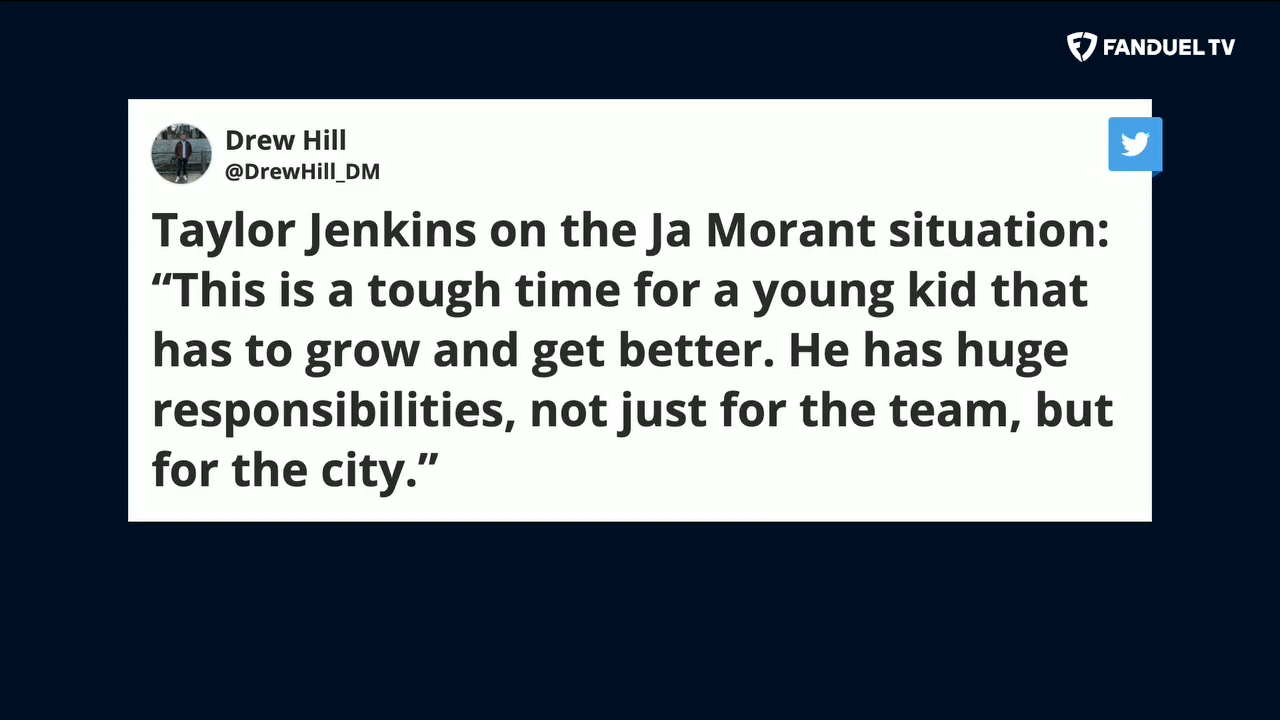 FANDUEL TV
Drew Hill
@DrewHill_DM
Taylor Jenkins on the Ja Morant situation:
“This is a tough time for a young kid that
has to grow and get better. He has huge
responsibilities, not just for the team, but
for the city.”